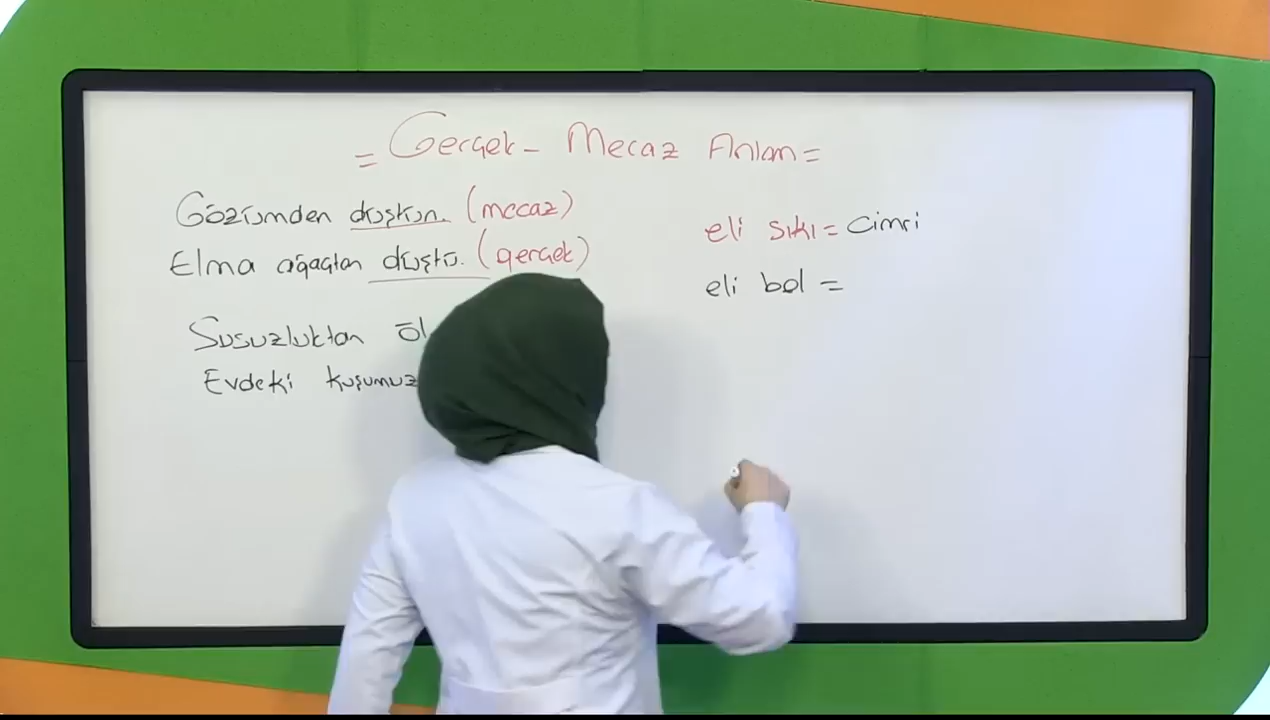 = Gerçek - Mecaz Anlam =
Gözümden düştün. (mecaz)
Elma ağaçtan düştü. (gerçek)
Susuzluktan öl
Evdeki kuşumuz
eli sıkı = Cimri
eli bol =